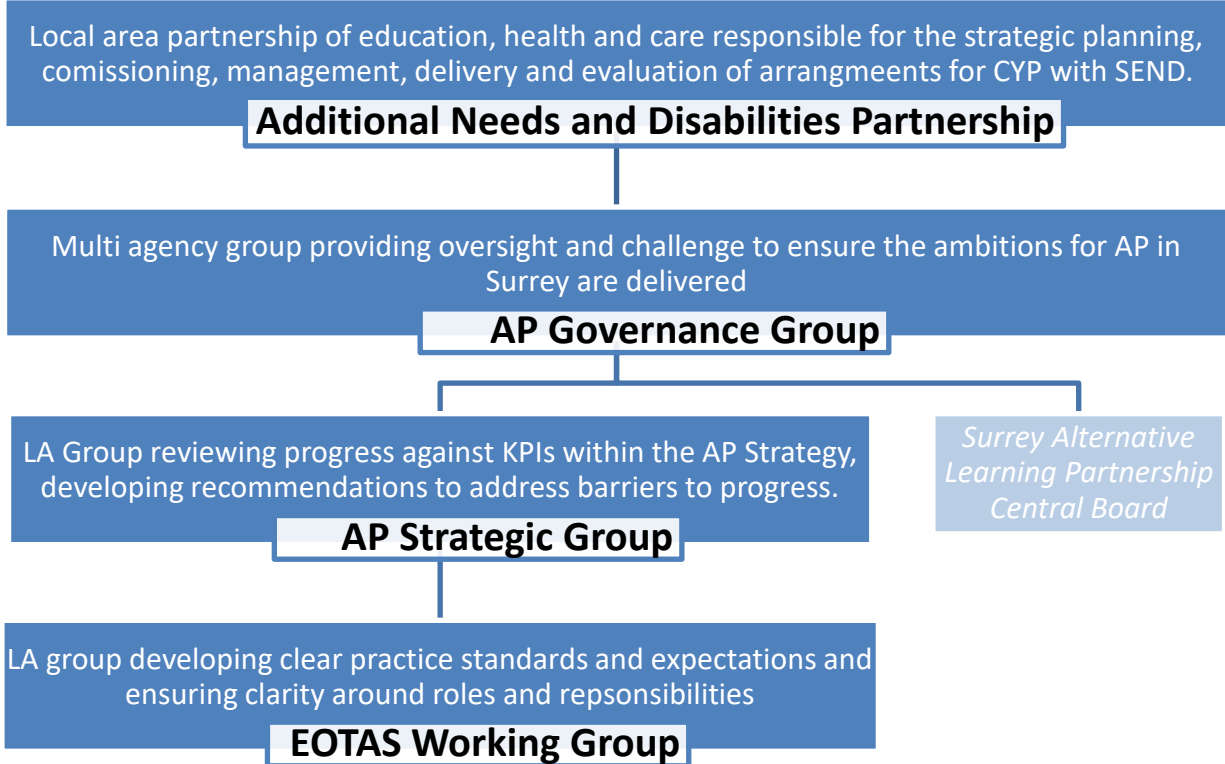 Local area partnership of education, health and care responsible for the strategic planning,
comissioning, management, delivery and evaluation of arrangmeents for CYP with SEND.
Additional Needs and Disabilities Partnership
Multi agency group providing oversight and challenge to ensure the ambitions for AP in
Surrey are delivered
AP Governance Group
LA Group reviewing progress against KPIs within the AP Strategy,
developing recommendations to address barriers to progress.
AP Strategic Group
Surrey Alternative
Learning Partnership
Central Board
LA group developing clear practice standards and expectations and
ensuring clarity around roles and repsonsibilities
EOTAS Working Group